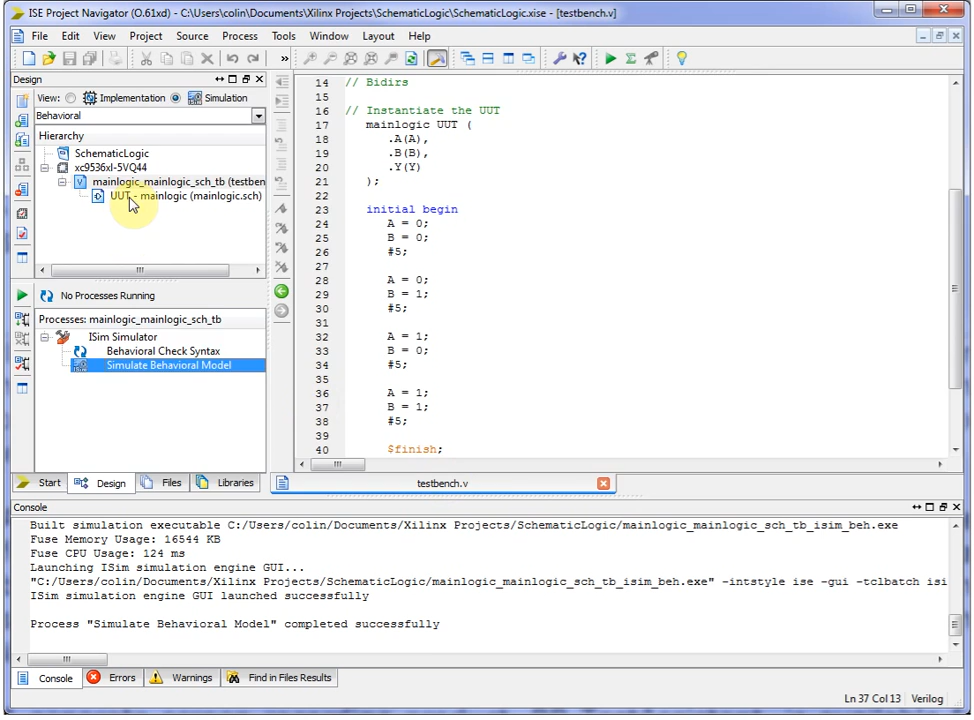 ISE Project Navigator (O.61xd) - C:\Users\colin\Documents\Xilinx Projects\SchematicLogic\SchematicLogic.xise - [testbench.v]
File Edit View Project Source Process Tools Window Layout Help
»
Design
View: Implementation Simulation
Behavioral
Hierarchy
SchematicLogic
xc9536xl-5VQ44
V mainlogic_mainlogic_sch_tb (testben
UUT - mainlogic (mainlogic.sch)
No Processes Running
Processes: mainlogic_mainlogic_sch_tb
ISim Simulator
Behavioral Check Syntax
Simulate Behavioral Model
Start Design Files Libraries
14 // Bidirs
15
16 // Instantiate the UUT
17 mainlogic UUT (
18 .A(A),
19 .B(B),
20 .Y(Y)
21 );
22
23 initial begin
24 A = 0;
25 B = 0;
26 #5;
27
28 A = 0;
29 B = 1;
30 #5;
31
32 A = 1;
33 B = 0;
34 #5;
35
36 A = 1;
37 B = 1;
38 #5;
39
40 $finish;
testbench.v
Console
Built simulation executable C:/Users/colin/Documents/Xilinx Projects/SchematicLogic/mainlogic_mainlogic_sch_tb_isim_beh.exe
Fuse Memory Usage: 16544 KB
Fuse CPU Usage: 124 ms
Launching ISim simulation engine GUI...
"C:/Users/colin/Documents/Xilinx Projects/SchematicLogic/mainlogic_mainlogic_sch_tb_isim_beh.exe" -intstyle ise -gui -tclbatch isi
ISim simulation engine GUI launched successfully
Process "Simulate Behavioral Model" completed successfully
Console Errors Warnings Find in Files Results
Ln 37 Col 13 Verilog